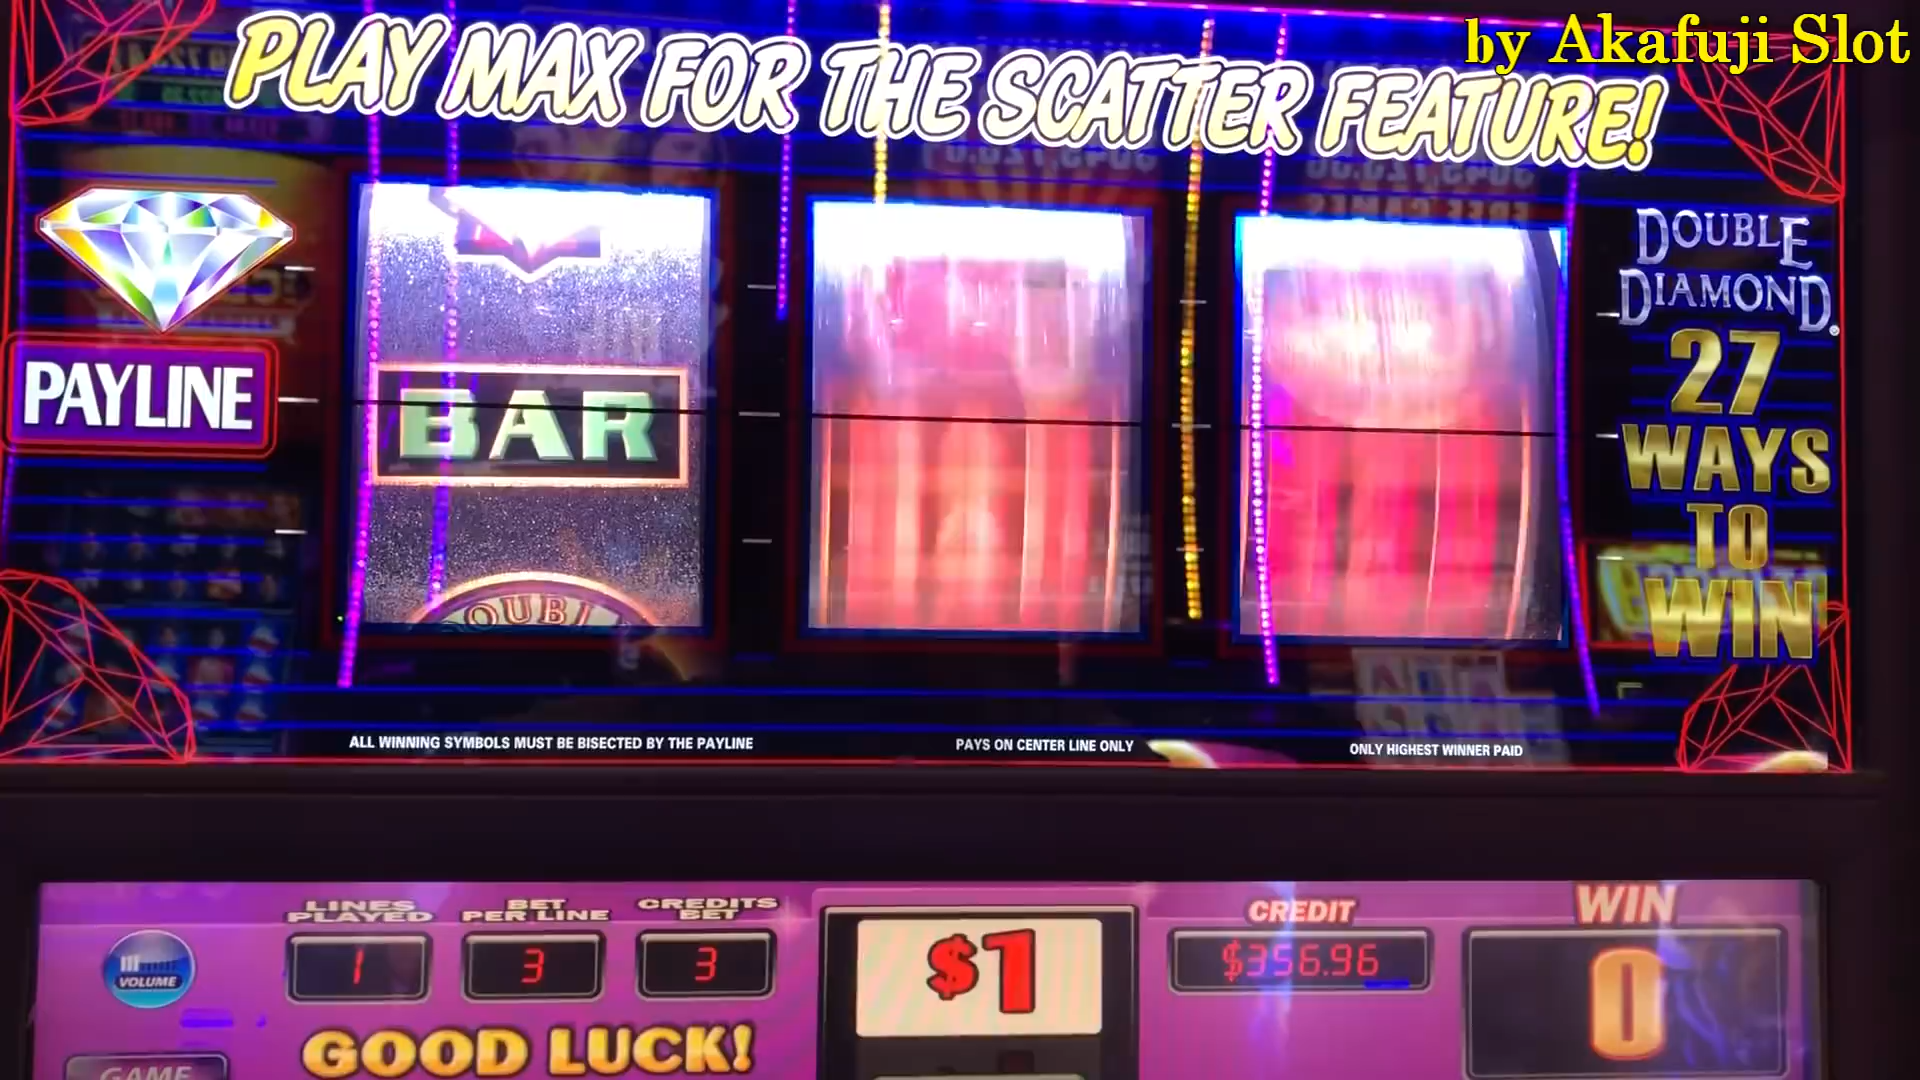 by Akafuji Slot
PLAY MAX FOR THE SCATTER FEATURE!
PAYLINE
BAR
DOUBL
DOUBLE
DIAMOND®
27
WAYS
TO
WIN
ALL WINNING SYMBOLS MUST BE BISECTED BY THE PAYLINE
PAYS ON CENTER LINE ONLY
ONLY HIGHEST WINNER PAID
LINES PLAYED
1
BET PER LINE
3
CREDITS BET
3
$1
CREDIT
$356.96
WIN
0
VOLUME
GOOD LUCK!
GAME